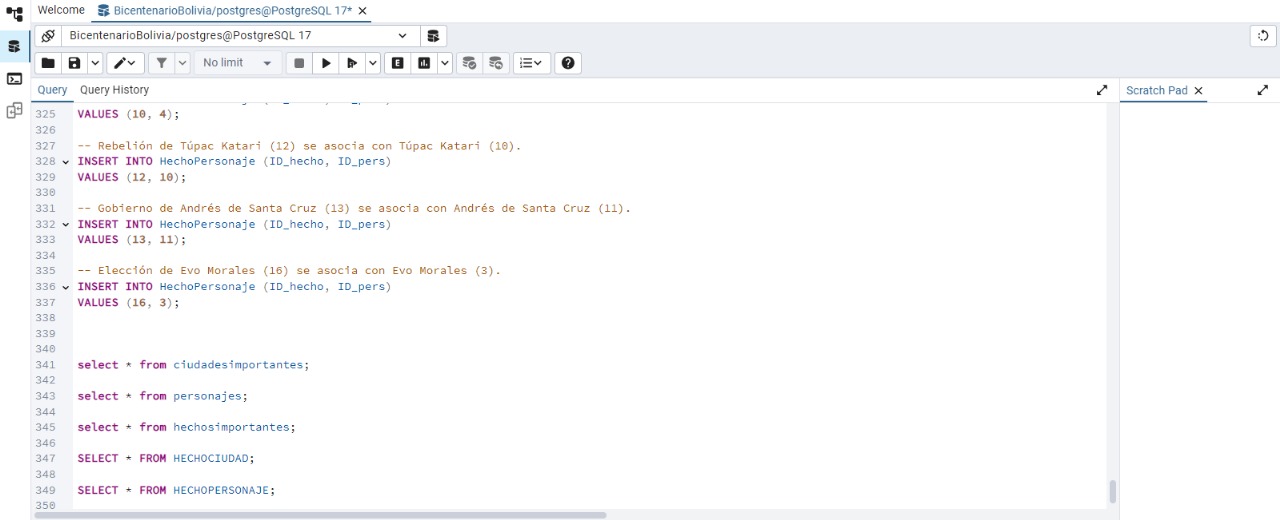 Welcome
BicentenarioBolivia/postgres@PostgreSQL 17*
BicentenarioBolivia/postgres@PostgreSQL 17
No limit
E
Query
Query History
Scratch Pad
325 VALUES (10, 4);
326
327 -- Rebelión de Túpac Katari (12) se asocia con Túpac Katari (10).
328 INSERT INTO HechoPersonaje (ID_hecho, ID_pers)
329 VALUES (12, 10);
330
331 -- Gobierno de Andrés de Santa Cruz (13) se asocia con Andrés de Santa Cruz (11).
332 INSERT INTO HechoPersonaje (ID_hecho, ID_pers)
333 VALUES (13, 11);
334
335 -- Elección de Evo Morales (16) se asocia con Evo Morales (3).
336 INSERT INTO HechoPersonaje (ID_hecho, ID_pers)
337 VALUES (16, 3);
338
339
340
341 select * from ciudadesimportantes;
342
343 select * from personajes;
344
345 select * from hechosimportantes;
346
347 SELECT * FROM HECHOCIUDAD;
348
349 SELECT * FROM HECHOPERSONAJE;
350